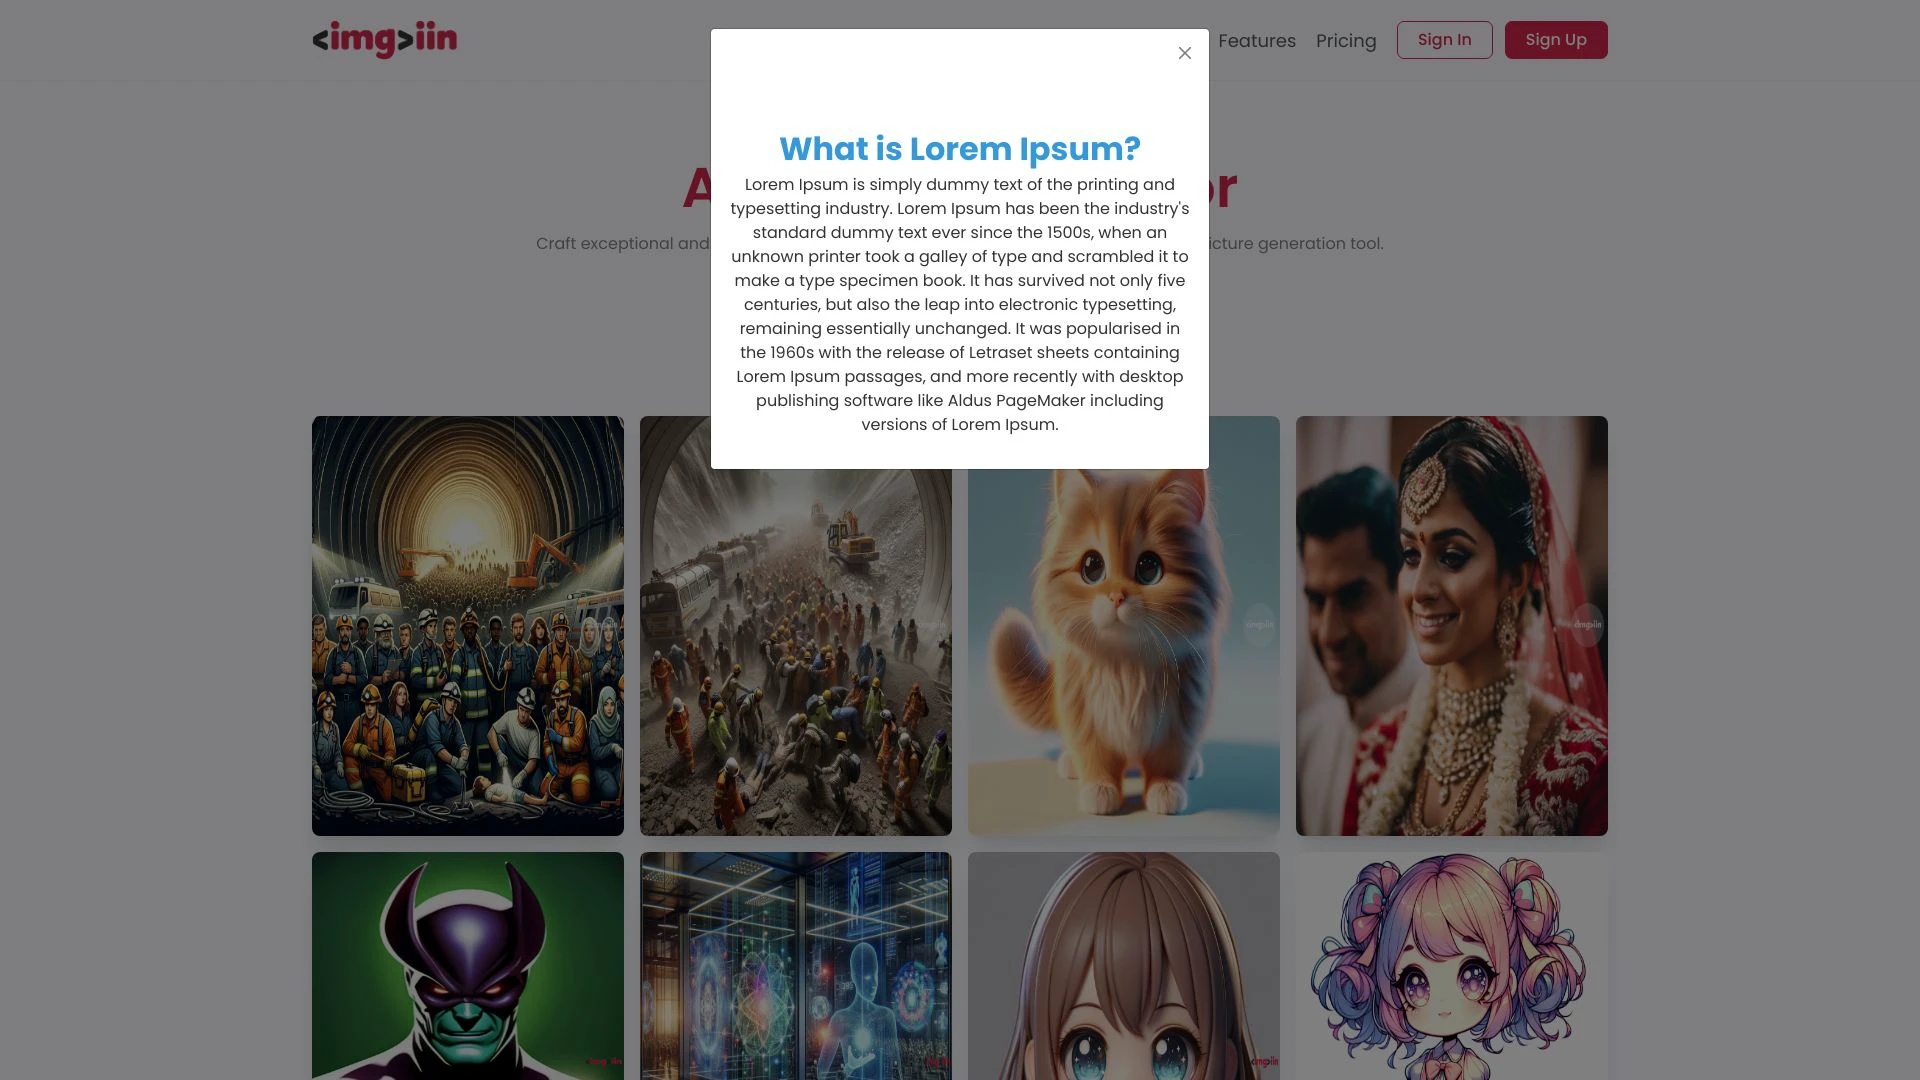 <img>iin
Features
Pricing
Sign In
Sign Up
What is Lorem Ipsum?
Lorem Ipsum is simply dummy text of the printing and
typesetting industry. Lorem Ipsum has been the industry's
standard dummy text ever since the 1500s, when an
unknown printer took a galley of type and scrambled it to
make a type specimen book. It has survived not only five
centuries, but also the leap into electronic typesetting,
remaining essentially unchanged. It was popularised in
the 1960s with the release of Letraset sheets containing
Lorem Ipsum passages, and more recently with desktop
publishing software like Aldus PageMaker including
versions of Lorem Ipsum.
Craft exceptional and
picture generation tool.